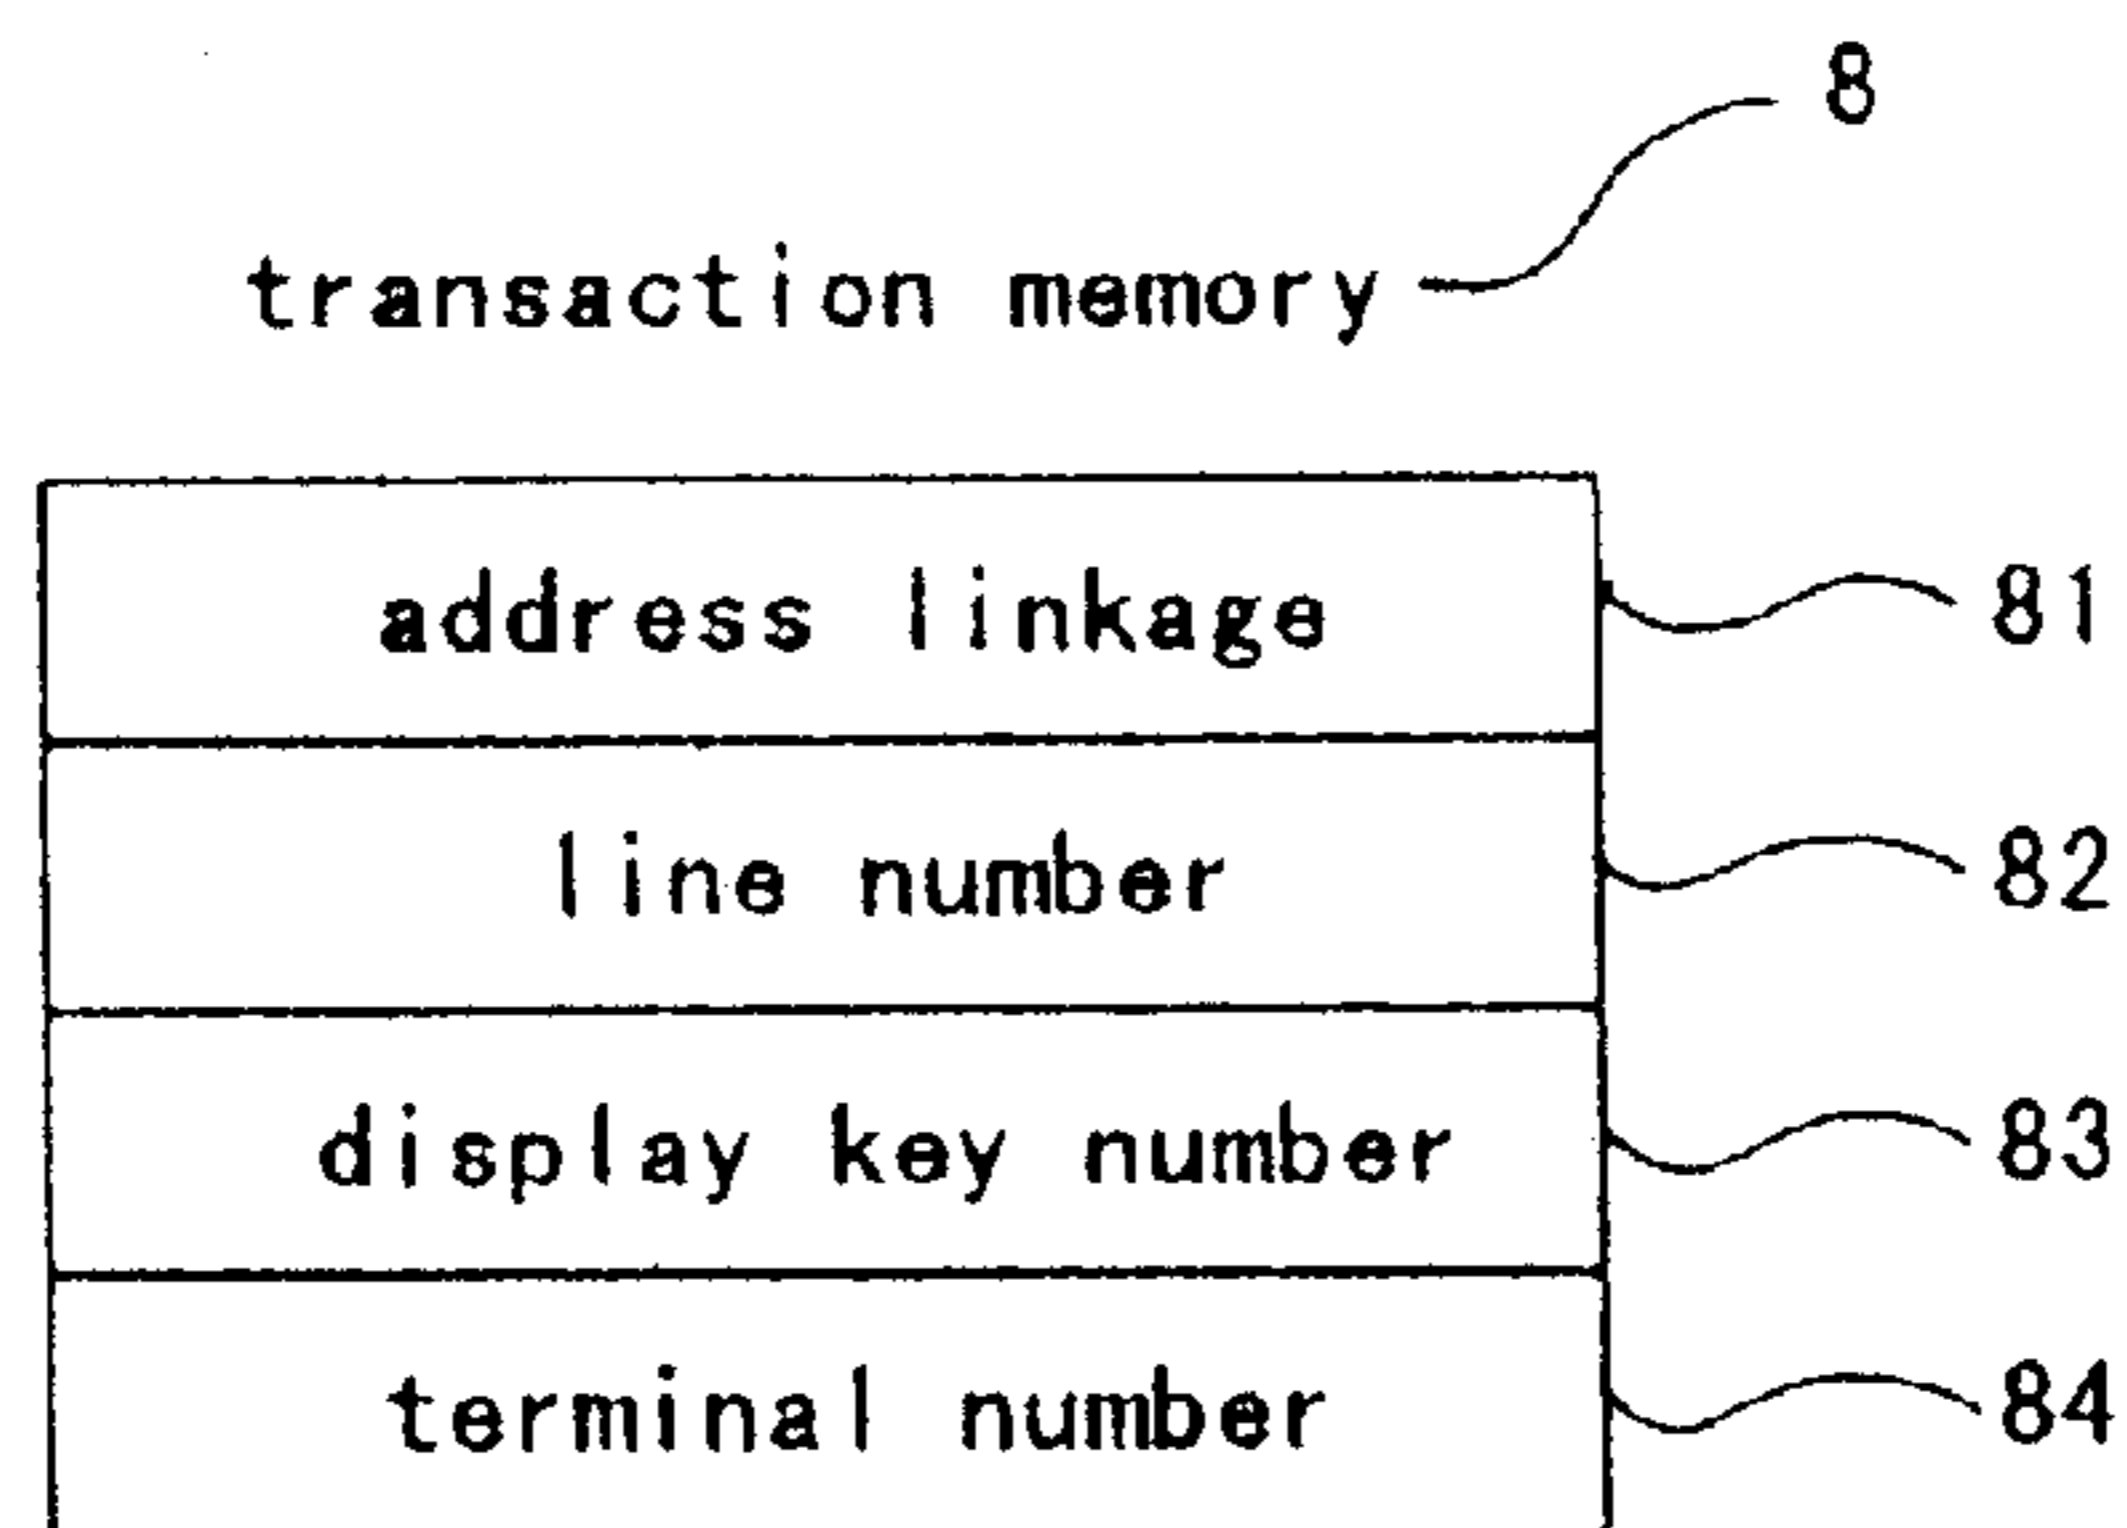 8
transaction memory
address linkage 81
line number 82
display key number 83
terminal number 84